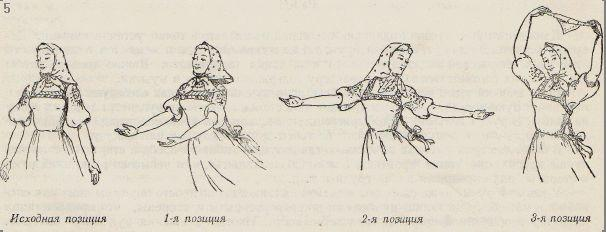 5
Исходная позиция
1-я позиция
2-я позиция
3-я позиция